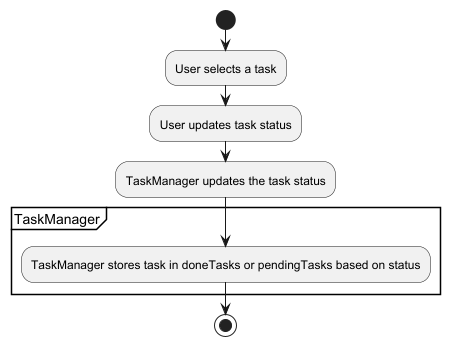 User selects a task
User updates task status
TaskManager updates the task status
TaskManager
TaskManager stores task in doneTasks or pendingTasks based on status